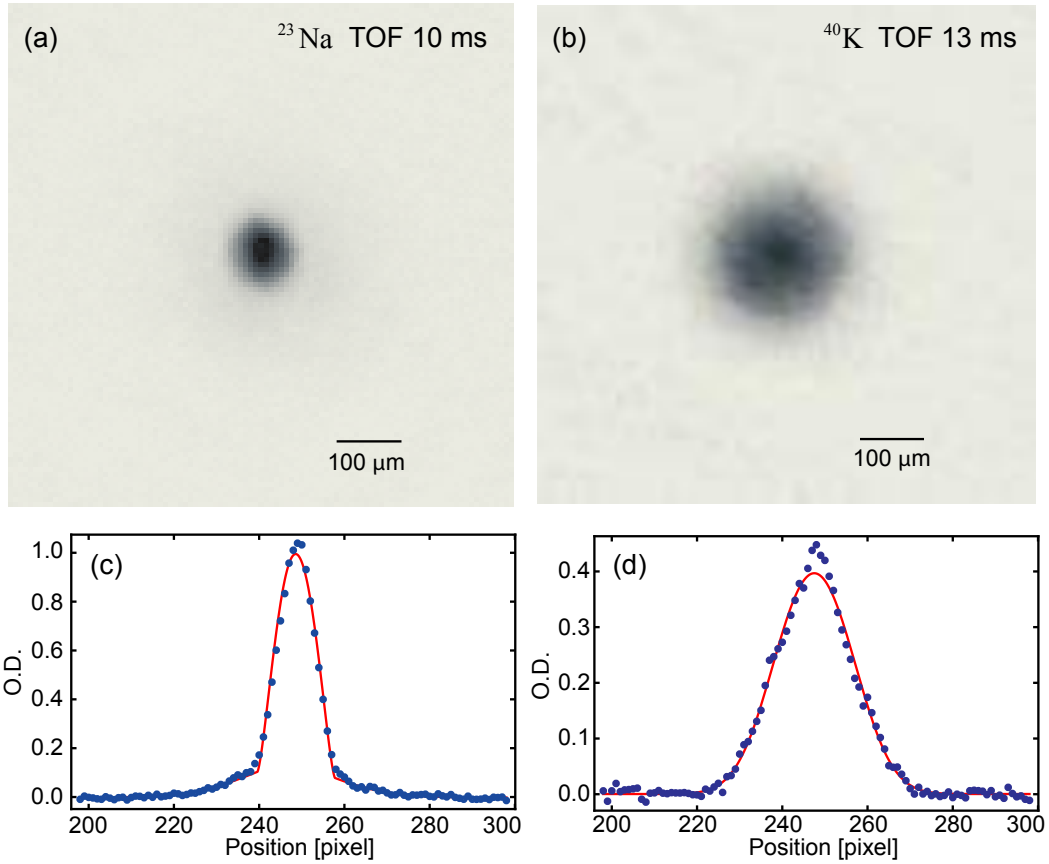 (a) ²³Na TOF 10 ms
100 µm
(b) ⁴⁰K TOF 13 ms
100 µm
(c)
1.0
0.8
0.6
0.4
0.2
0.0
O.D.
200 220 240 260 280 300
Position [pixel]
(d)
0.4
0.3
0.2
0.1
0.0
O.D.
200 220 240 260 280 300
Position [pixel]